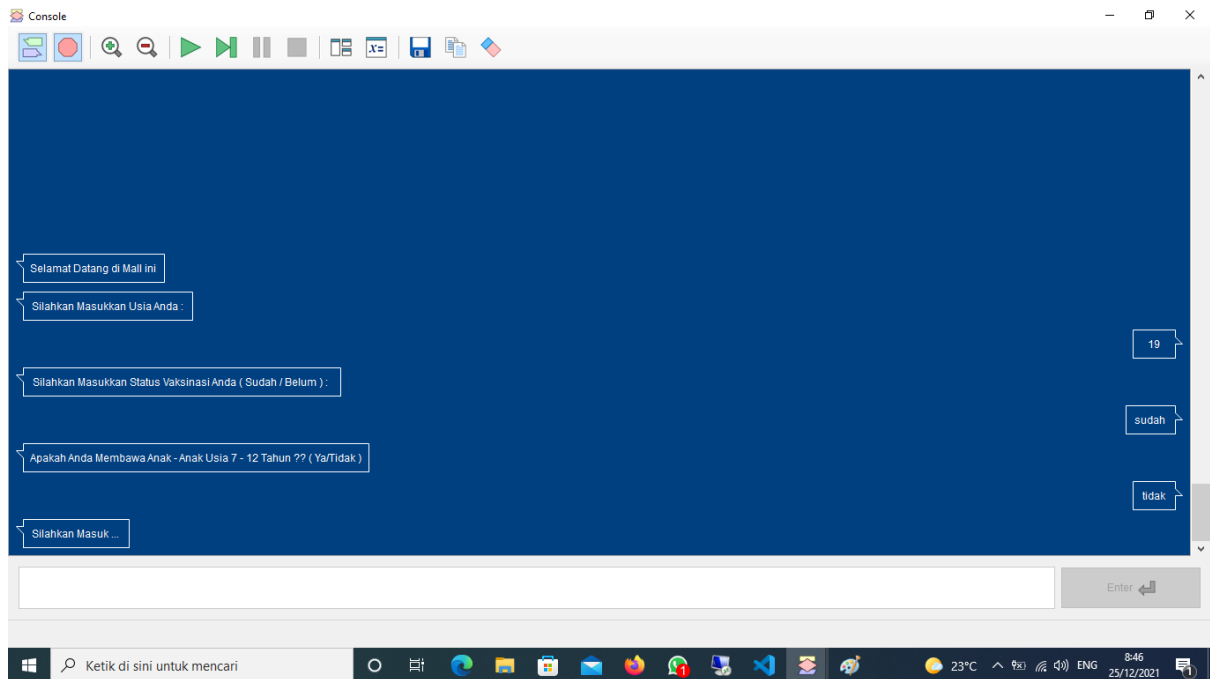 Console
x=
Selamat Datang di Mall ini
Silahkan Masukkan Usia Anda :
19
Silahkan Masukkan Status Vaksinasi Anda ( Sudah / Belum ) :
sudah
Apakah Anda Membawa Anak - Anak Usia 7 - 12 Tahun ?? ( Ya/Tidak )
tidak
Silahkan Masuk ...
Enter
Ketik di sini untuk mencari
1
23°C
ENG
8:46
25/12/2021
1